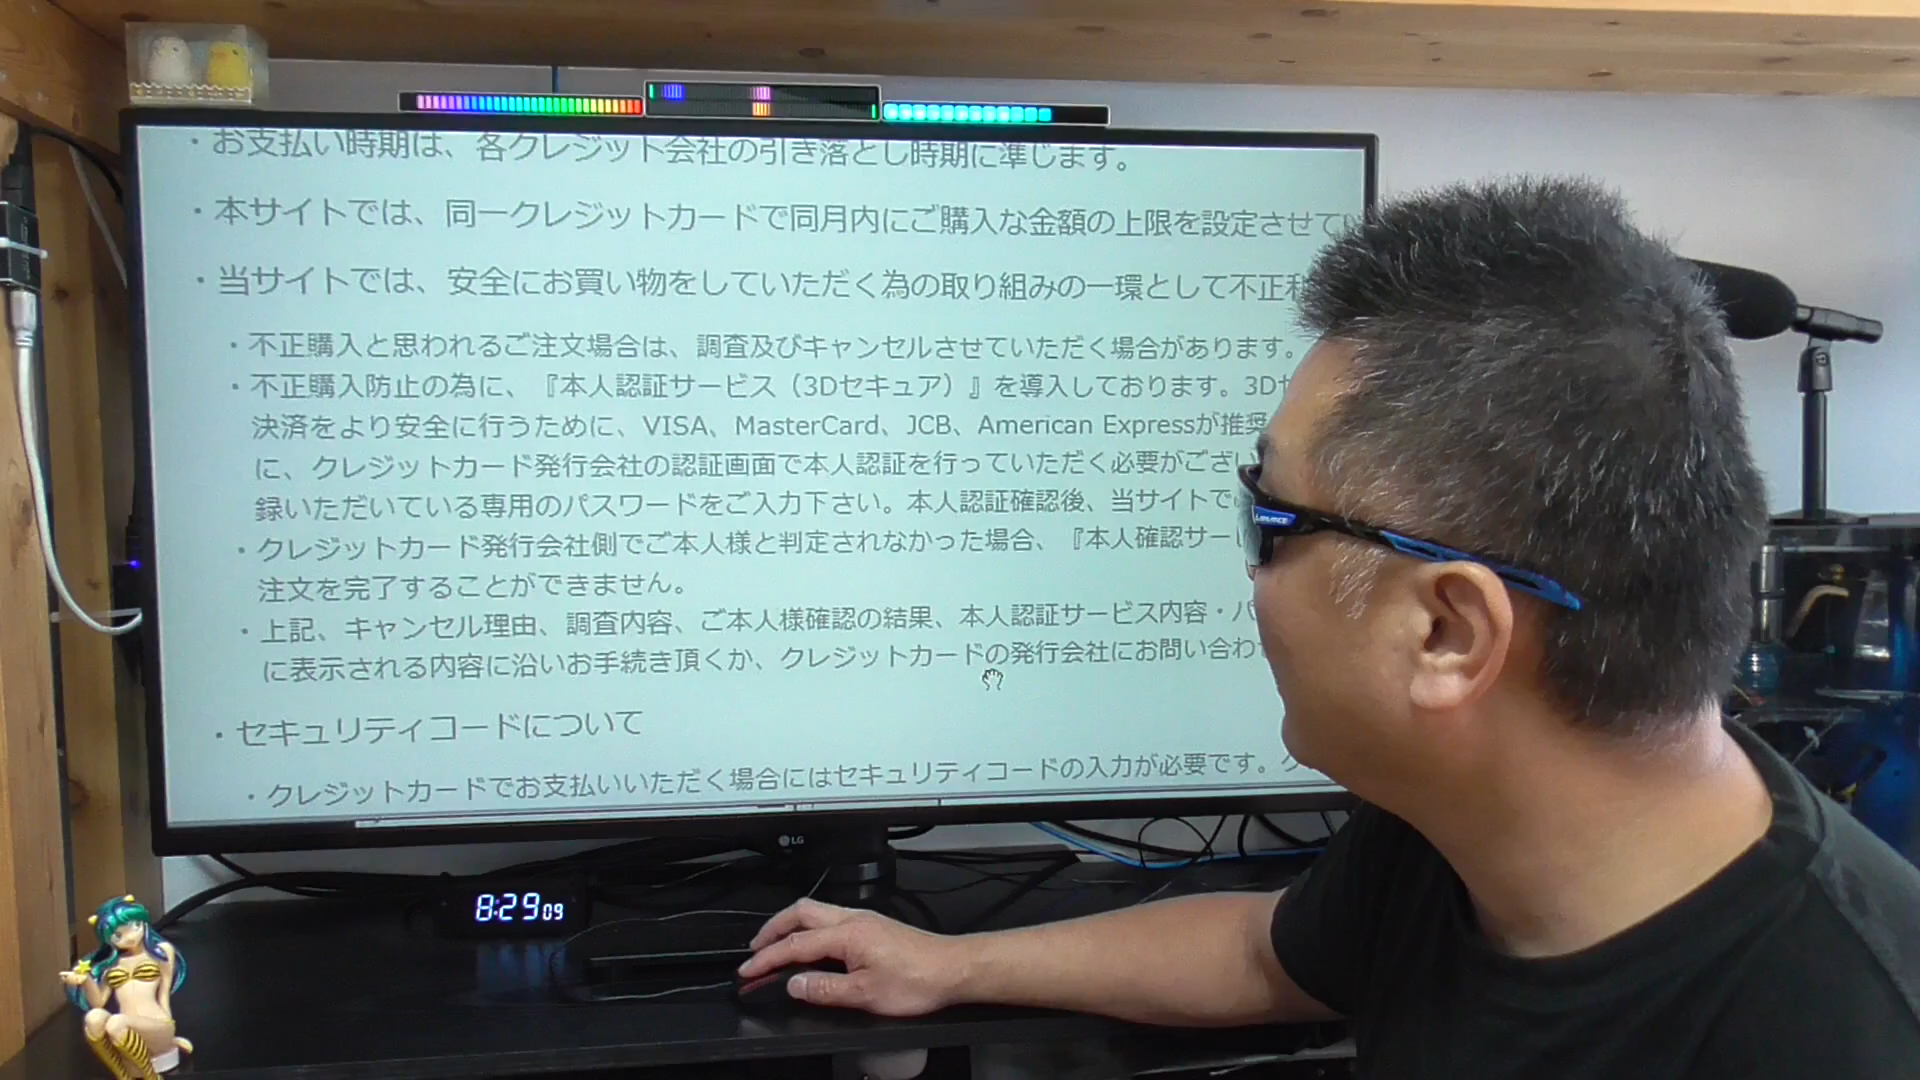 ・お支払い時期は、各クレジット会社の引き落とし時期に準じます。
・本サイトでは、同一クレジットカードで同月内にご購入な金額の上限を設定させて
・当サイトでは、安全にお買い物をしていただく為の取り組みの一環として不正利
・不正購入と思われるご注文場合は、調査及びキャンセルさせていただく場合があります。
・不正購入防止の為に、『本人認証サービス（3Dセキュア）』を導入しております。3D
決済をより安全に行うために、VISA、MasterCard、JCB、American Expressが推奨
に、クレジットカード発行会社の認証画面で本人認証を行っていただく必要がござい
録いただいている専用のパスワードをご入力下さい。本人認証確認後、当サイトで
・クレジットカード発行会社側でご本人様と判定されなかった場合、『本人確認サー
注文を完了することができません。
・上記、キャンセル理由、調査内容、ご本人様確認の結果、本人認証サービス内容・パ
に表示される内容に沿いお手続き頂くか、クレジットカードの発行会社にお問い合わ
・セキュリティコードについて
・クレジットカードでお支払いいただく場合にはセキュリティコードの入力が必要です。ク
LG
8:29 09